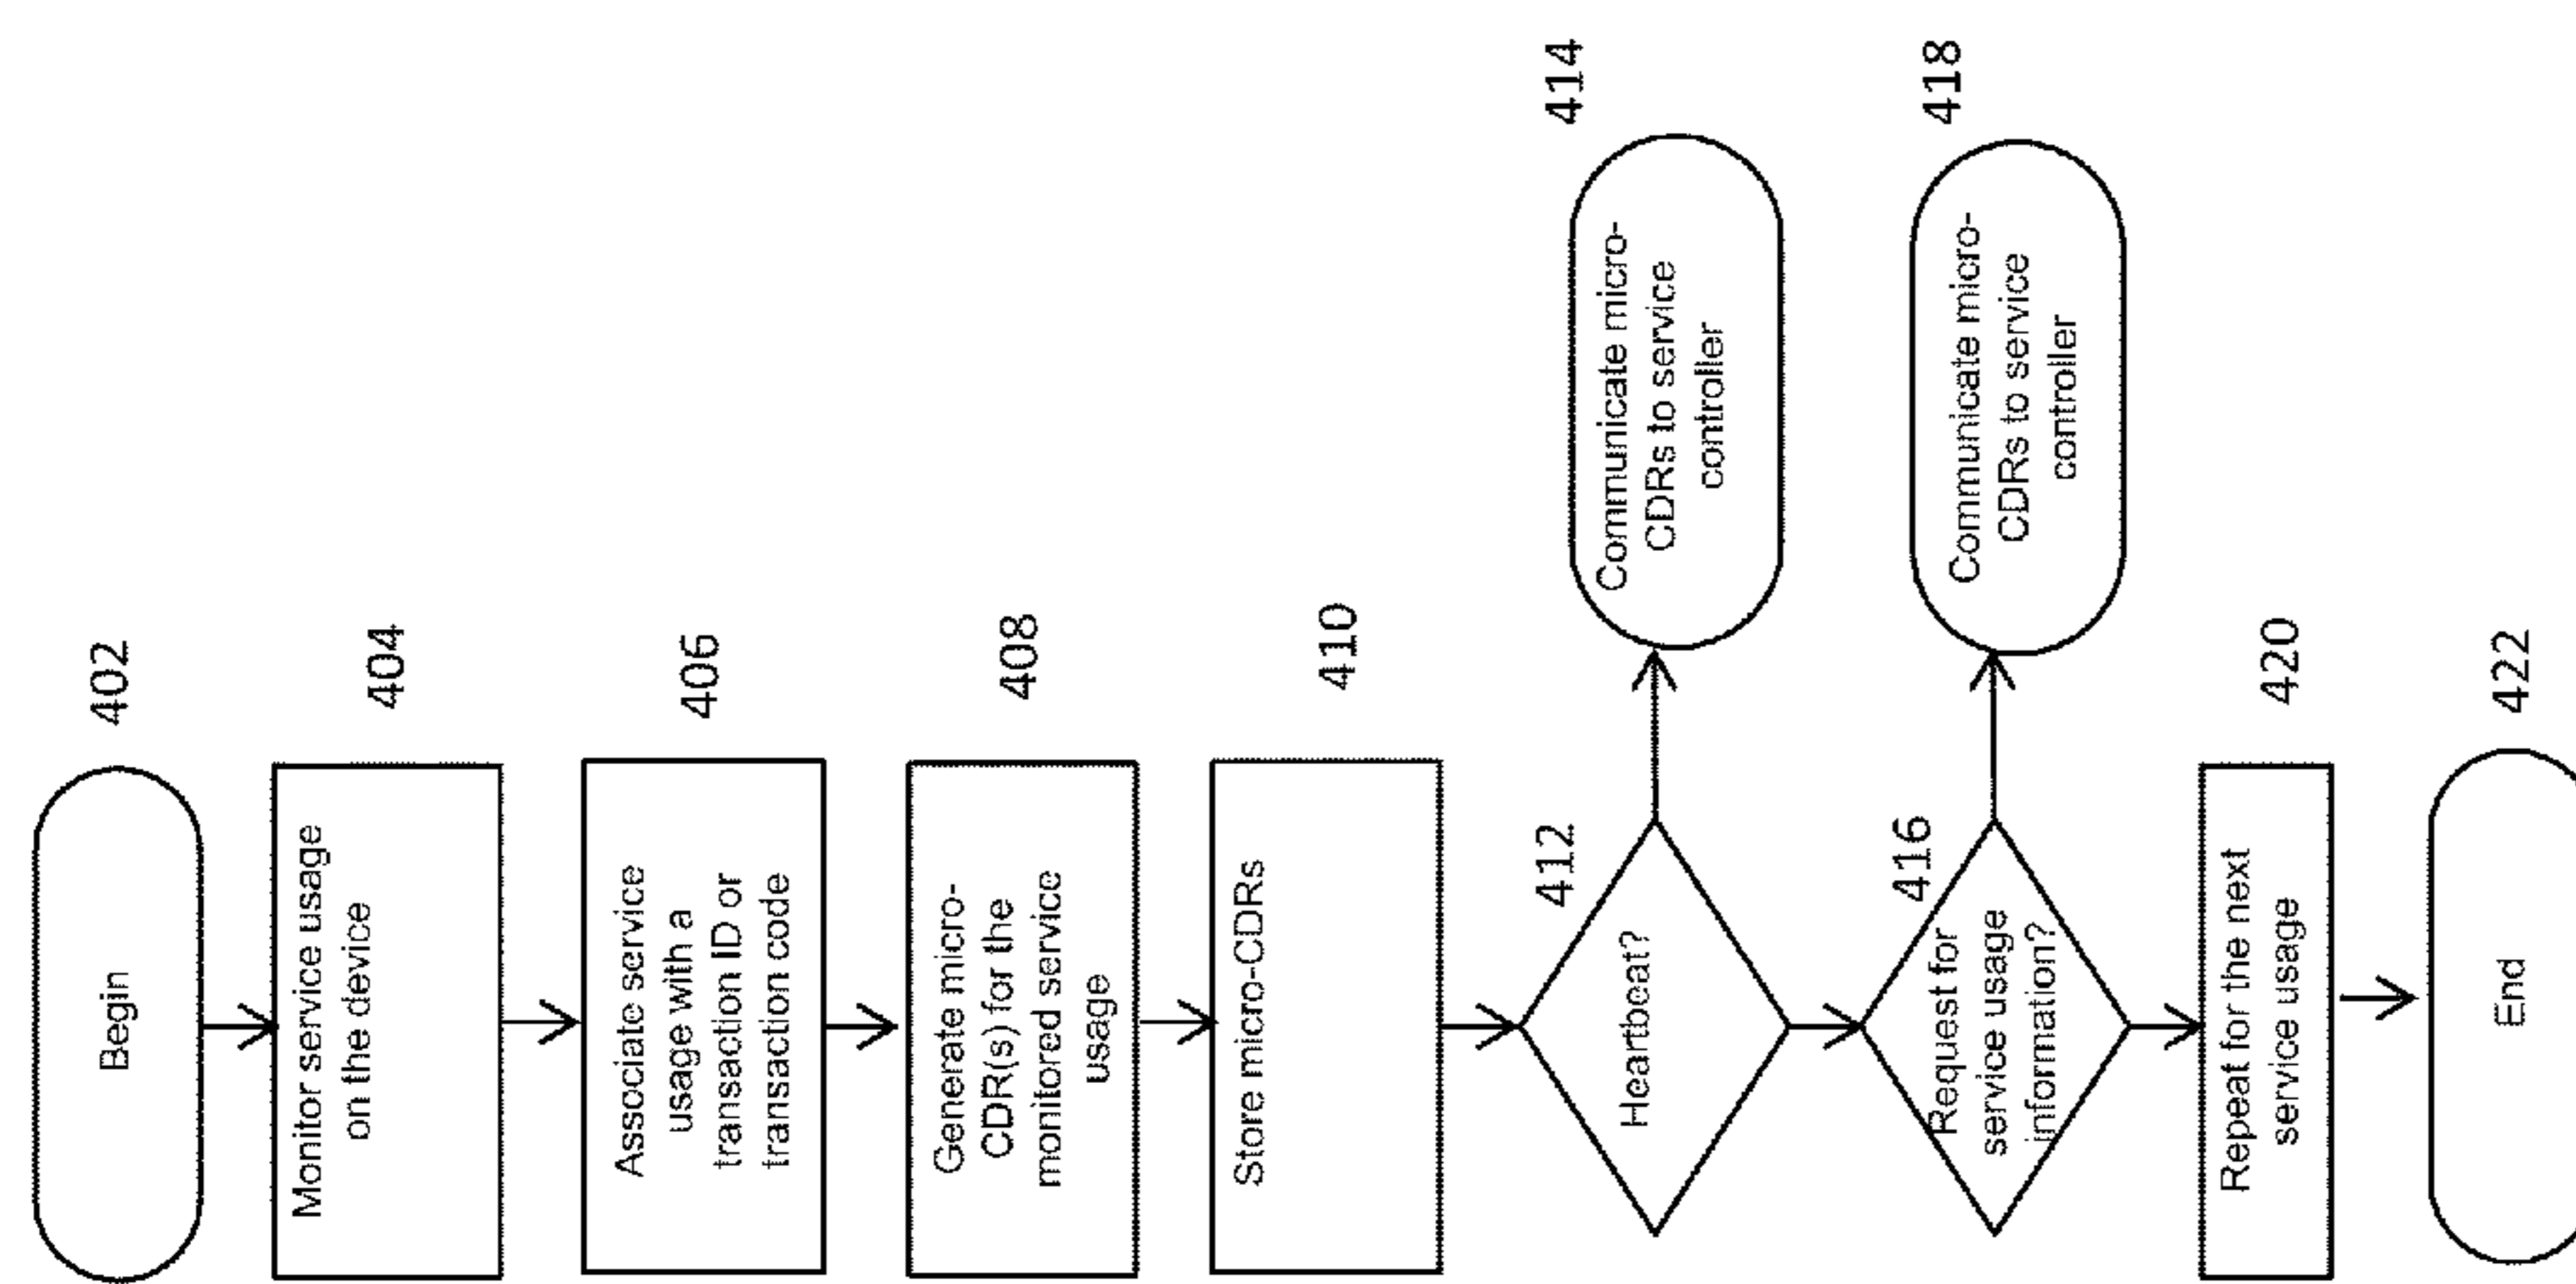 Begin
402
Monitor service usage
on the device
404
Associate service
usage with a
transaction ID or
transaction code
406
Generate micro-
CDR(s) for the
monitored service
usage
408
Store micro-CDRs
410
Heartbeat?
412
Communicate micro-
CDRs to service
controller
414
Request for
service usage
information?
416
Communicate micro-
CDRs to service
controller
418
Repeat for the next
service usage
420
End
422